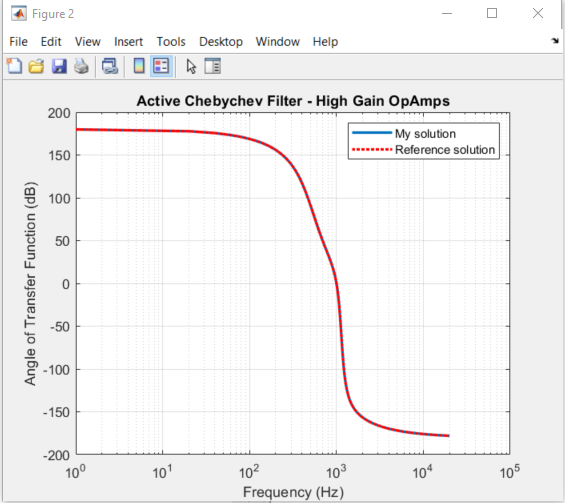 Figure 2
File Edit View Insert Tools Desktop Window Help
Active Chebychev Filter - High Gain OpAmps
My solution
Reference solution
Angle of Transfer Function (dB)
200
150
100
50
0
-50
-100
-150
-200
10^0 10^1 10^2 10^3 10^4 10^5
Frequency (Hz)